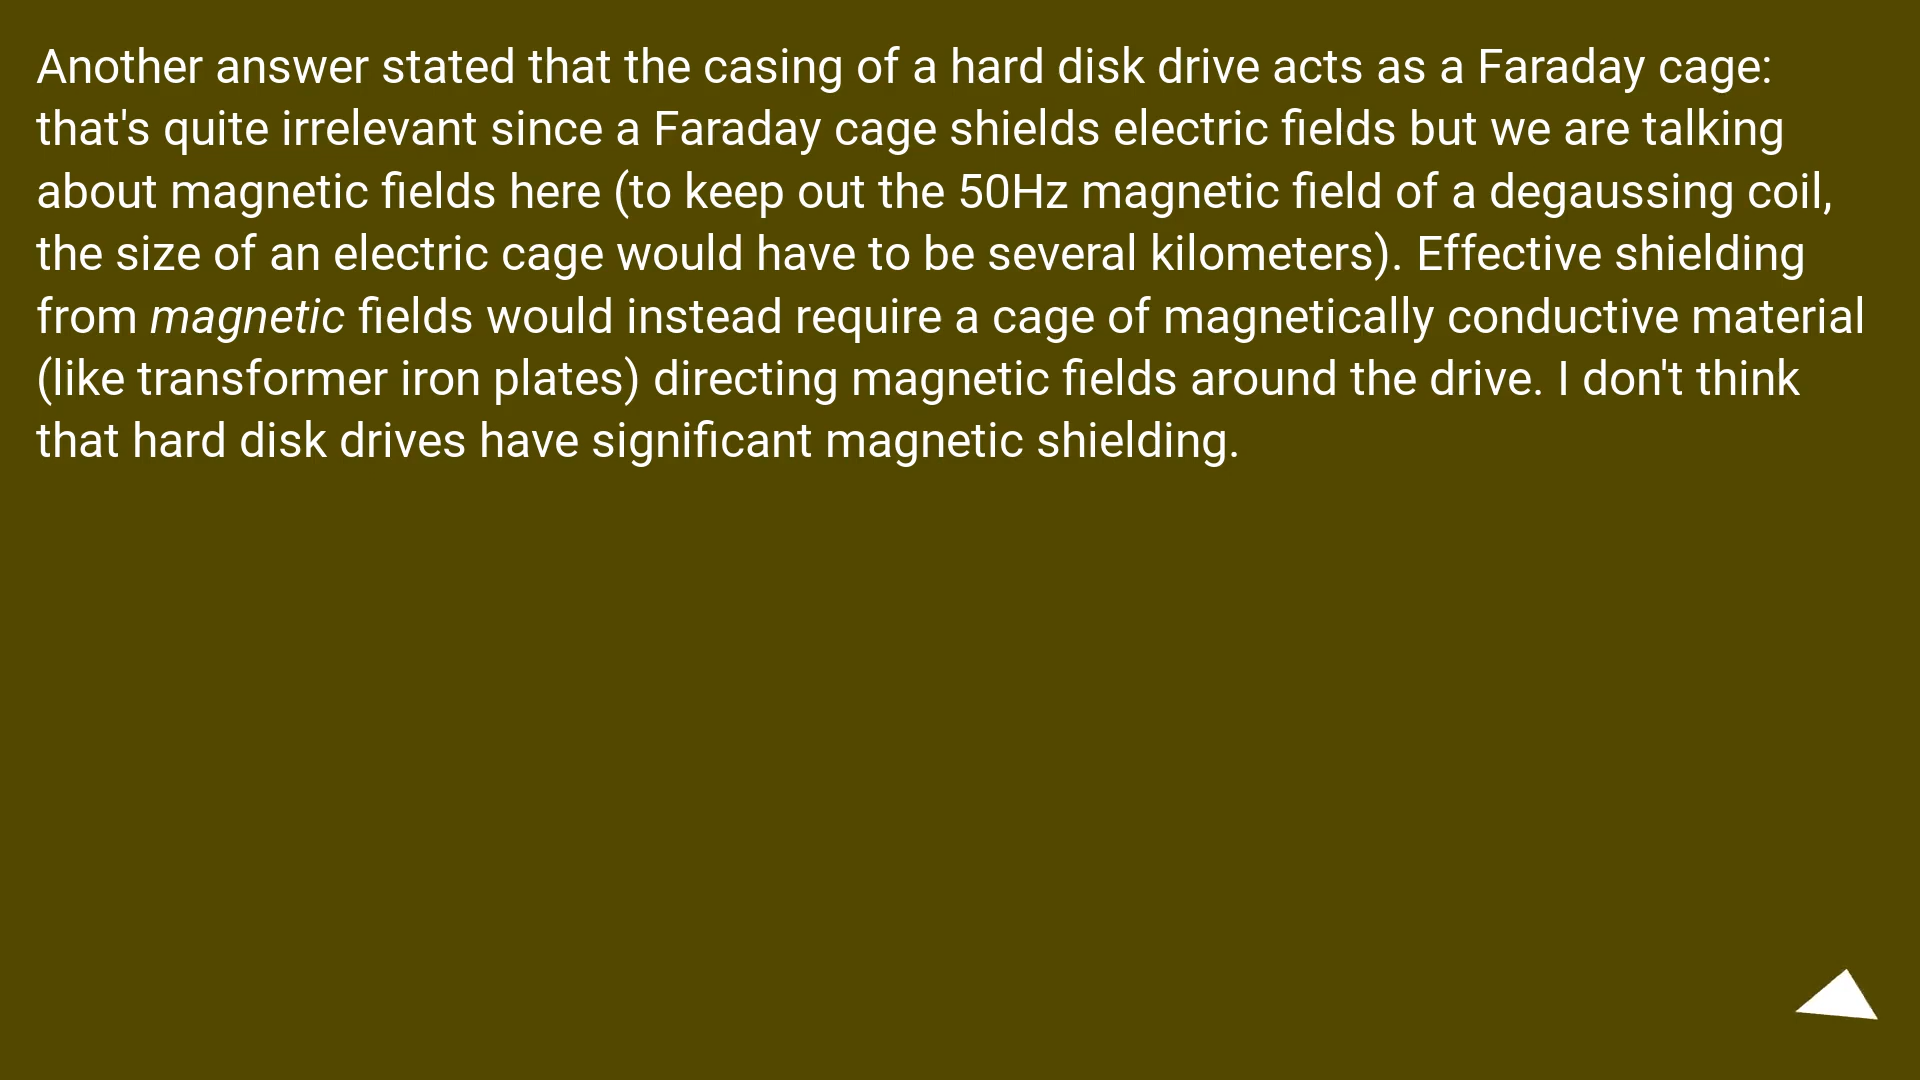 Another answer stated that the casing of a hard disk drive acts as a Faraday cage:
that's quite irrelevant since a Faraday cage shields electric fields but we are talking
about magnetic fields here (to keep out the 50Hz magnetic field of a degaussing coil,
the size of an electric cage would have to be several kilometers). Effective shielding
from magnetic fields would instead require a cage of magnetically conductive material
(like transformer iron plates) directing magnetic fields around the drive. I don't think
that hard disk drives have significant magnetic shielding.